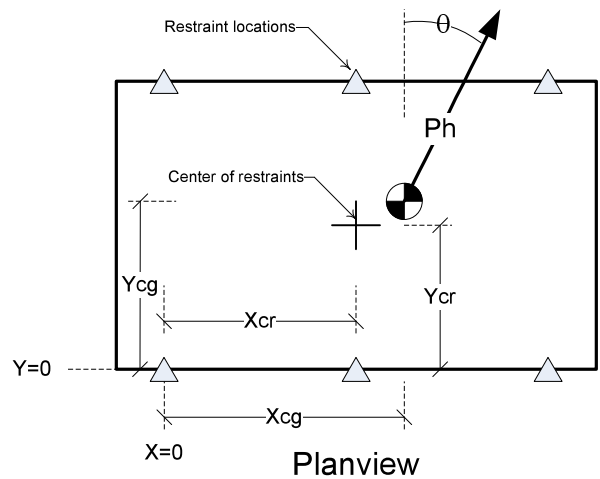 Restraint locations
θ
Ph
Center of restraints
Ycg
Ycr
Xcr
Y=0
Xcg
X=0
Planview